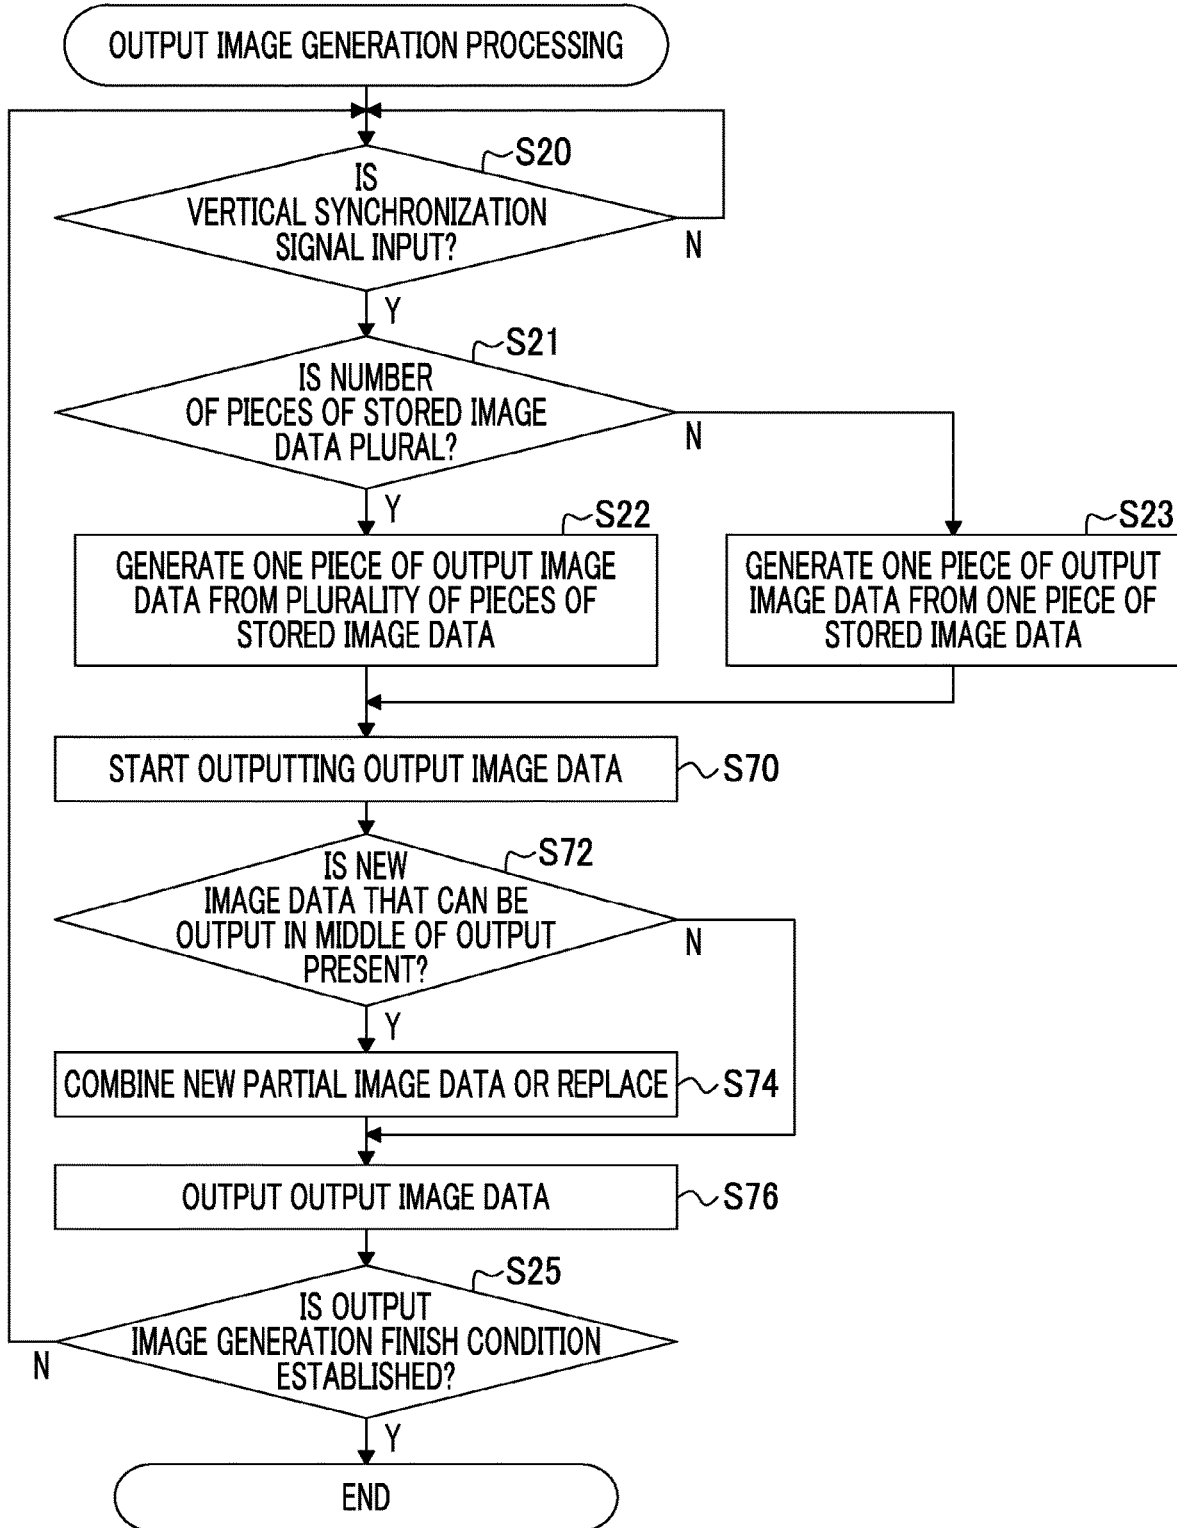 OUTPUT IMAGE GENERATION PROCESSING
S20
IS
VERTICAL SYNCHRONIZATION
SIGNAL INPUT?
N
Y
S21
IS NUMBER
OF PIECES OF STORED IMAGE
DATA PLURAL?
N
Y
S22
GENERATE ONE PIECE OF OUTPUT IMAGE
DATA FROM PLURALITY OF PIECES OF
STORED IMAGE DATA
S23
GENERATE ONE PIECE OF OUTPUT
IMAGE DATA FROM ONE PIECE OF
STORED IMAGE DATA
START OUTPUTTING OUTPUT IMAGE DATA
S70
S72
IS NEW
IMAGE DATA THAT CAN BE
OUTPUT IN MIDDLE OF OUTPUT
PRESENT?
N
Y
COMBINE NEW PARTIAL IMAGE DATA OR REPLACE
S74
OUTPUT OUTPUT IMAGE DATA
S76
S25
IS OUTPUT
IMAGE GENERATION FINISH CONDITION
ESTABLISHED?
N
Y
END